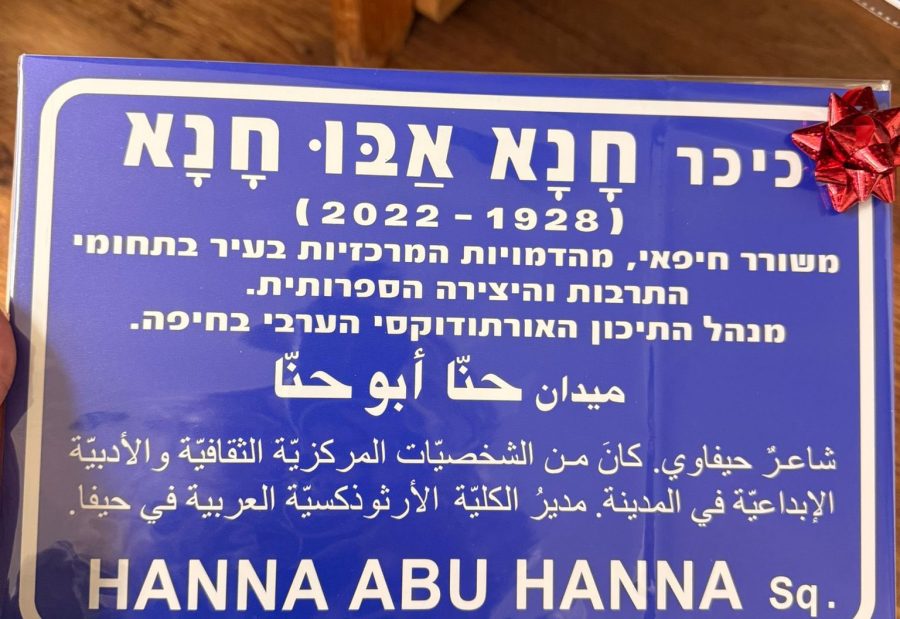 כיכר חָנָא אַבּוּ חָנָא
(1928 - 2022)
משורר חיפאי, מהדמויות המרכזיות בעיר בתחומי
התרבות והיצירה הספרותית.
מנהל התיכון האורתודוקסי הערבי בחיפה.
ميدان حنّا أبو حنّا
شاعرٌ حيفاوي. كانَ من الشخصيّات المركزيّة الثقافيّة والأدبيّة
الإبداعيّة في المدينة. مديرُ الكليّة الأرثوذكسيّة العربية في حيفا.
HANNA ABU HANNA Sq.